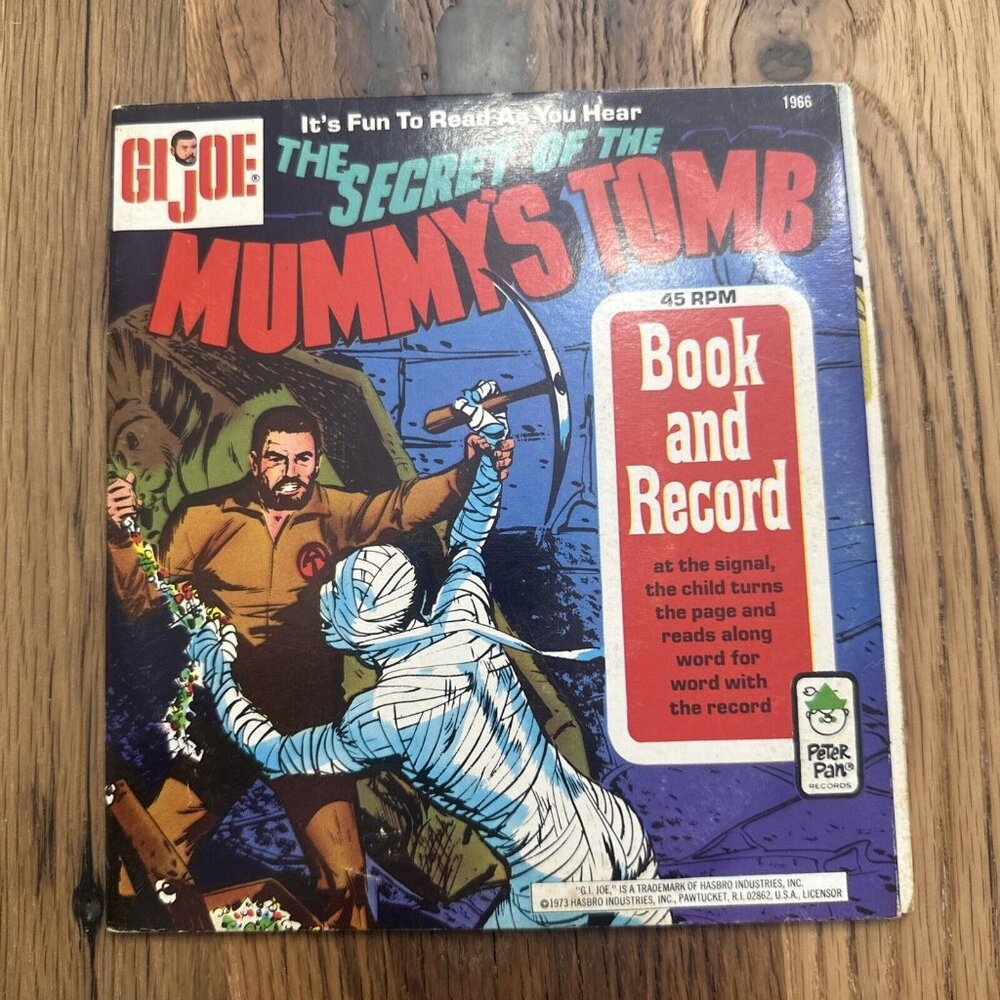 It's Fun To Read As You Hear
1966
GIJOE®
THE
SECRET OF THE
MUMMY'S TOMB
45 RPM
Book
and
Record
at the signal,
the child turns
the page and
reads along
word for
word with
the record
PETER
PAN®
RECORDS
"G.I. JOE," IS A TRADEMARK OF HASBRO INDUSTRIES, INC.
©1973 HASBRO INDUSTRIES, INC., PAWTUCKET, R.I. 02862, U.S.A., LICENSOR